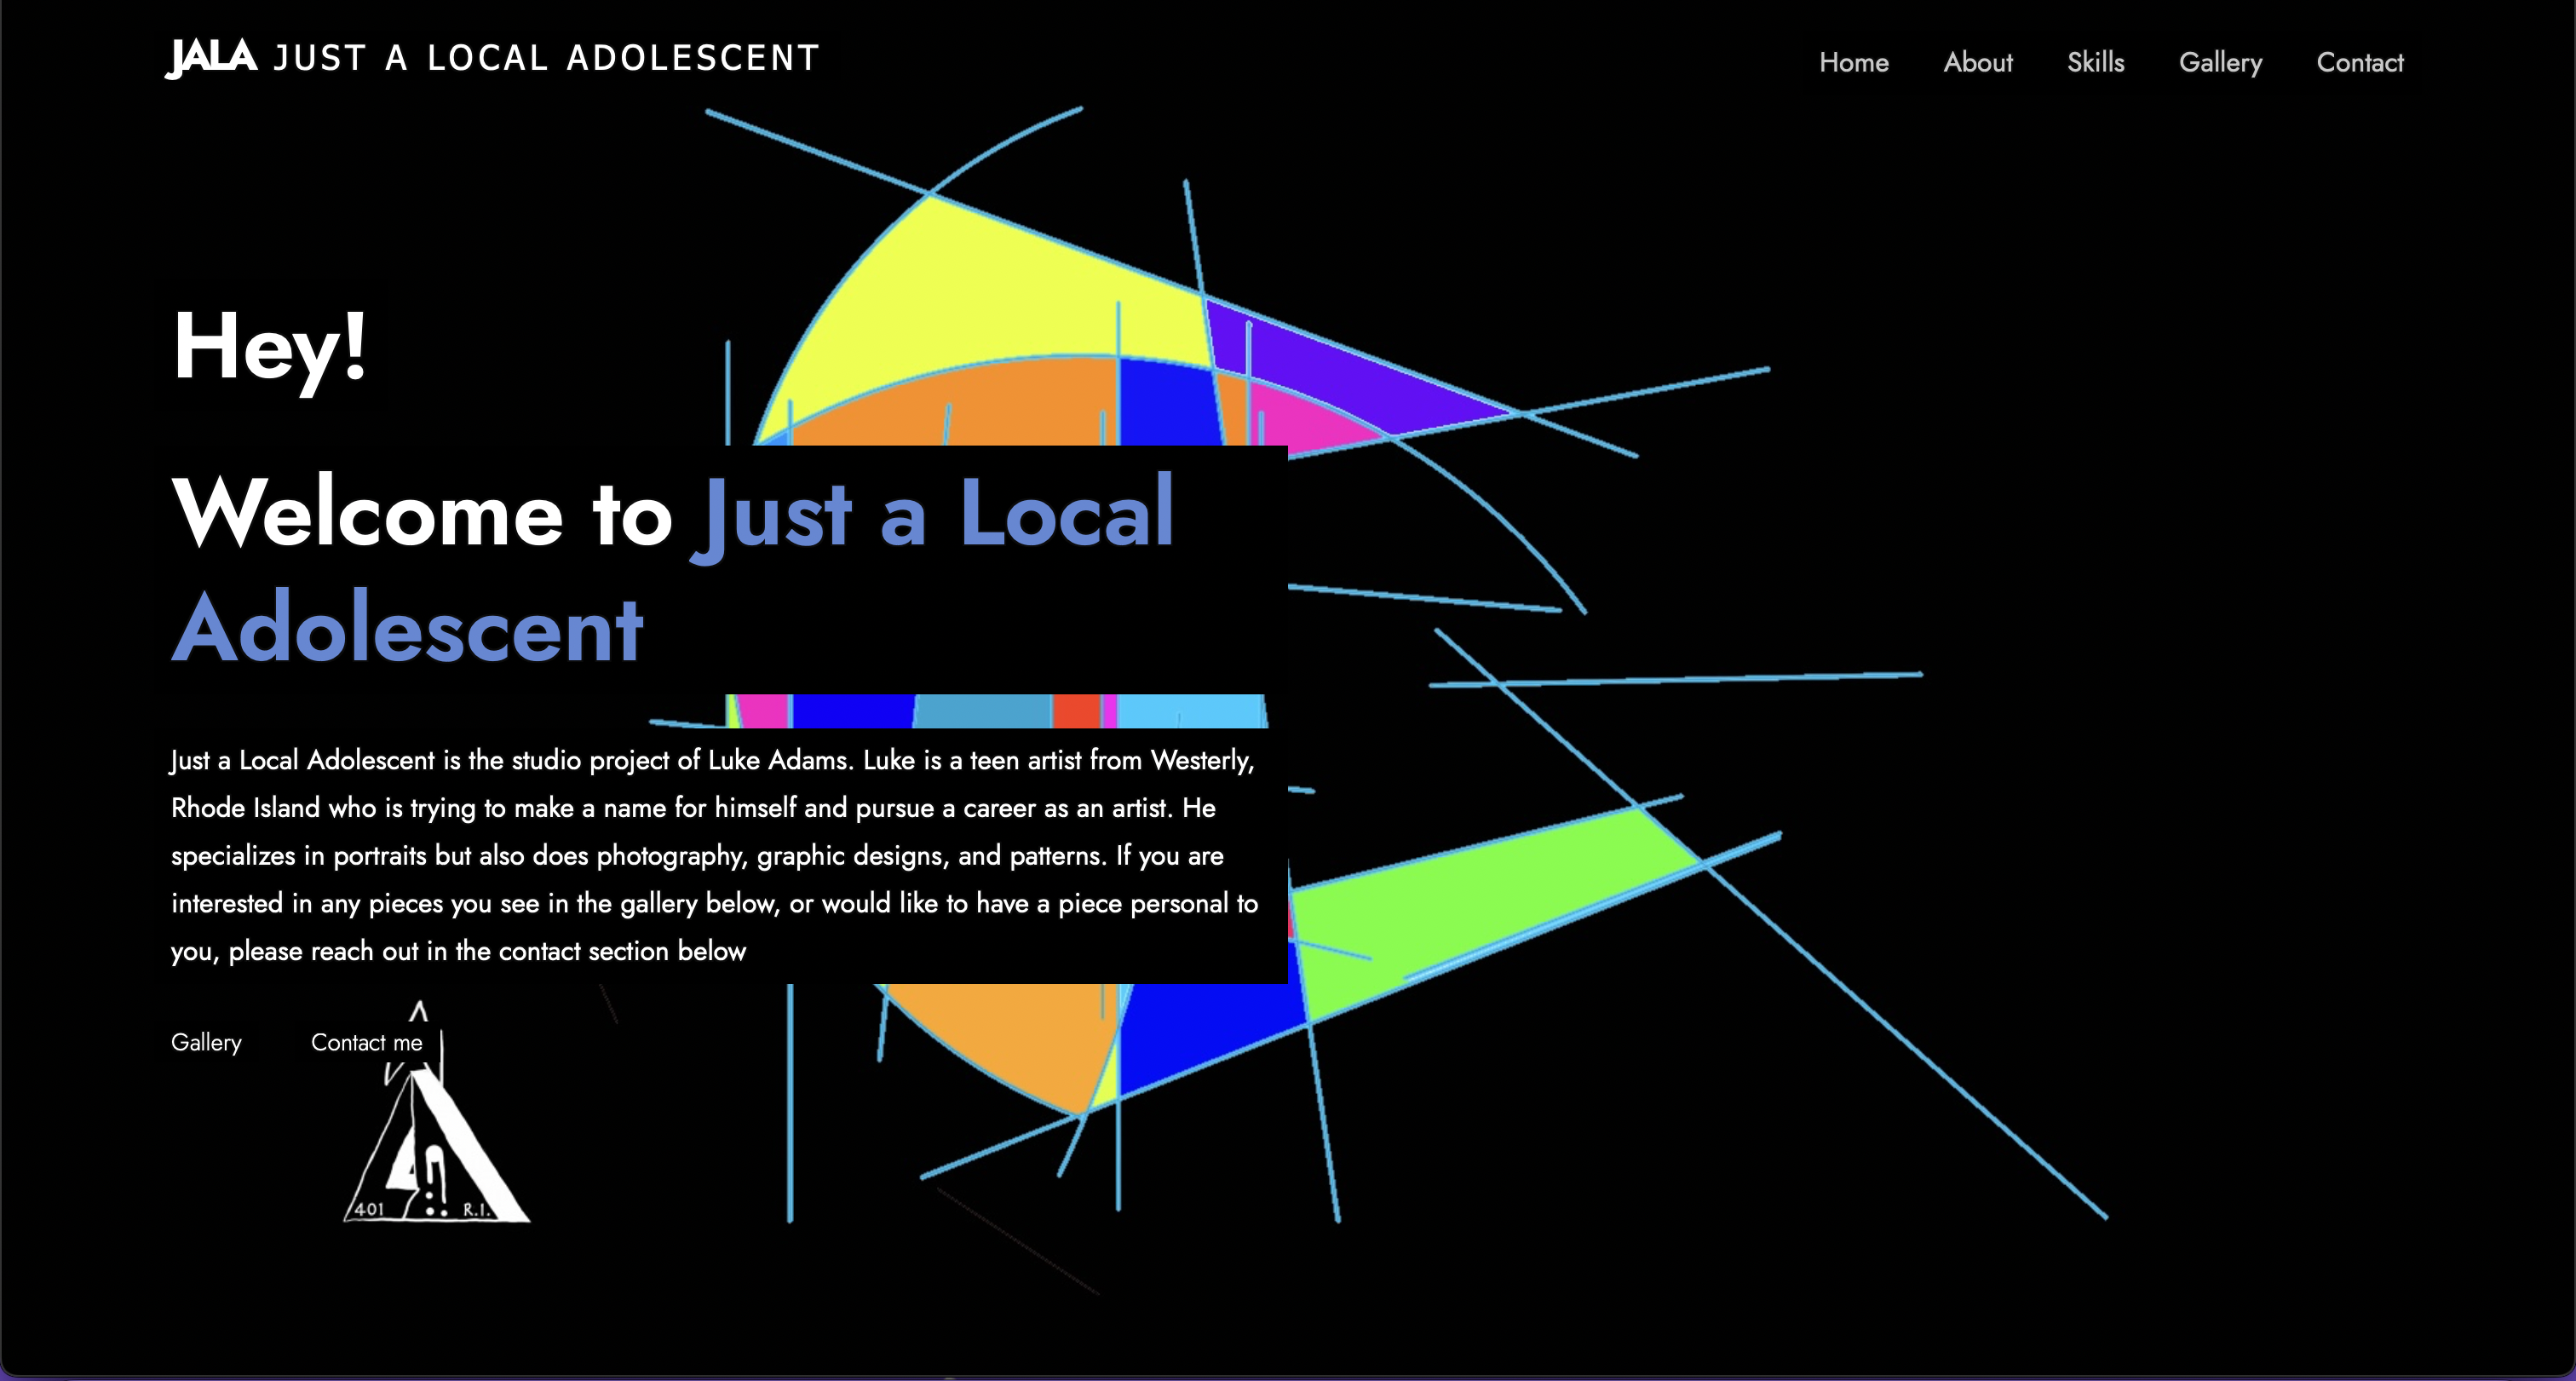 JALA JUST A LOCAL ADOLESCENT
Home About Skills Gallery Contact
Hey!
Welcome to Just a Local
Adolescent
Just a Local Adolescent is the studio project of Luke Adams. Luke is a teen artist from Westerly,
Rhode Island who is trying to make a name for himself and pursue a career as an artist. He
specializes in portraits but also does photography, graphic designs, and patterns. If you are
interested in any pieces you see in the gallery below, or would like to have a piece personal to
you, please reach out in the contact section below
Gallery Contact me
401 R.I.